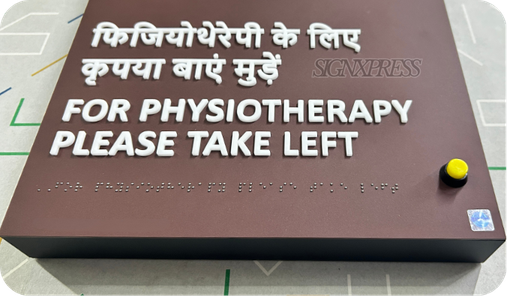 फिजियोथेरेपी के लिए
कृपया बाएं मुड़ें
SIGNXPRESS
FOR PHYSIOTHERAPY
PLEASE TAKE LEFT